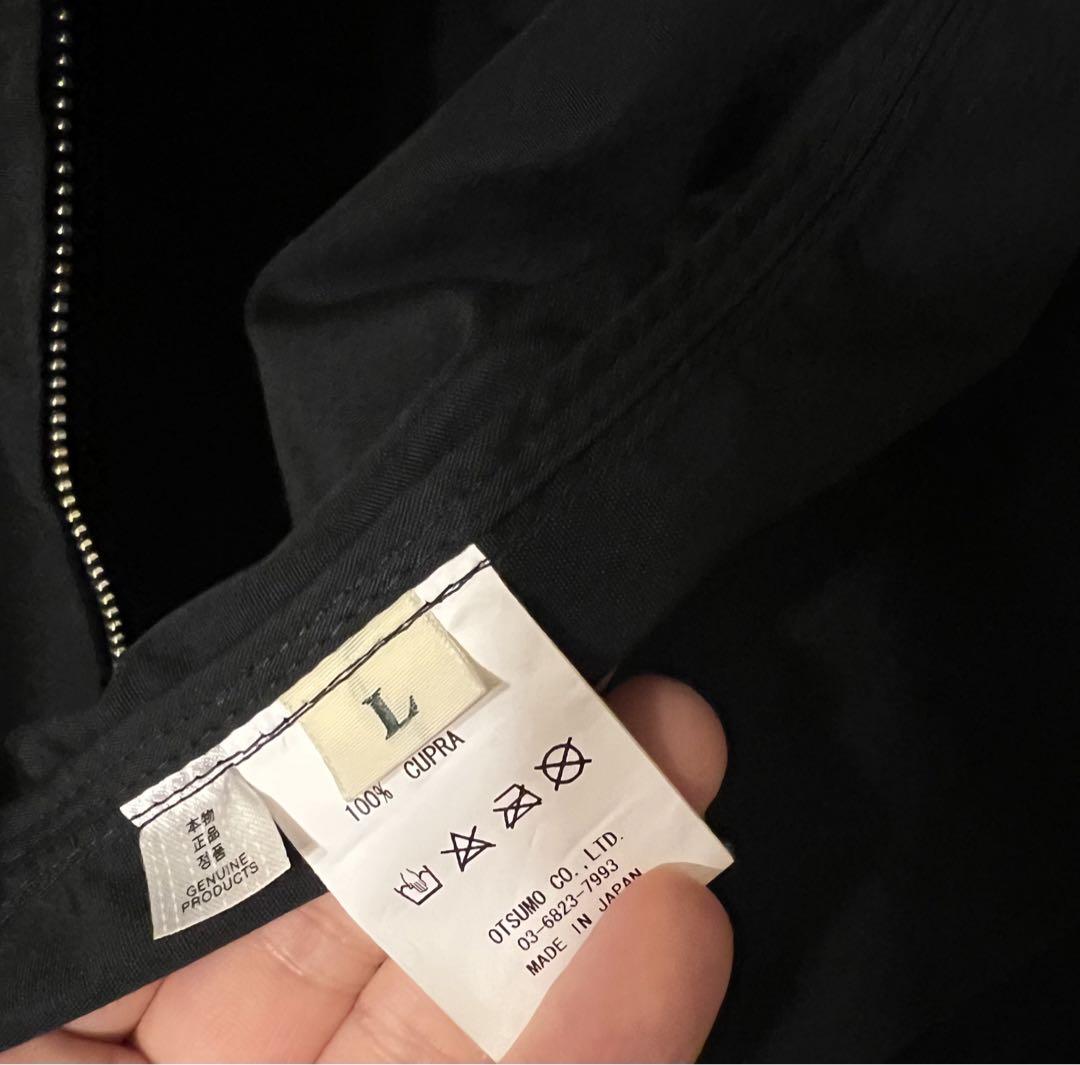 L
100% CUPRA
OTSUMO CO.,LTD.
03-6823-7993
MADE IN JAPAN
本物
正品
정품
GENUINE
PRODUCTS